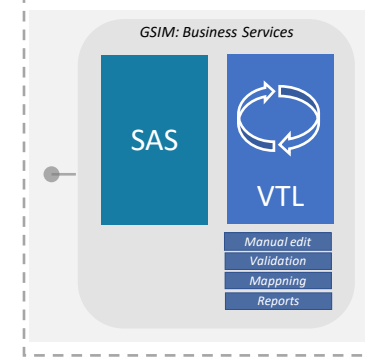 GSIM: Business Services
SAS
VTL
Manual edit
Validation
Mappning
Reports